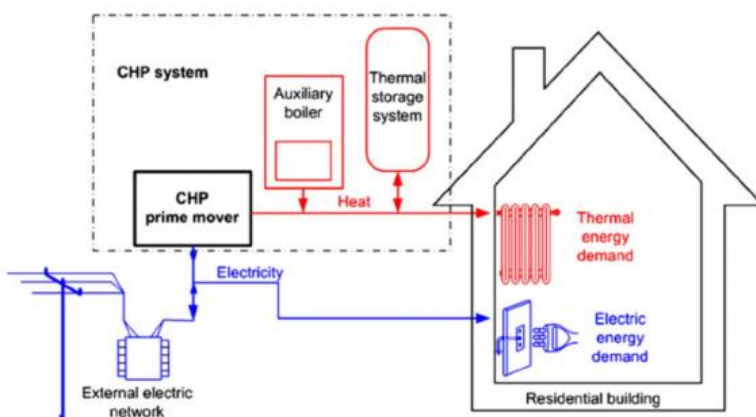 CHP system
Auxiliary
boiler
Thermal
storage
system
CHP
prime mover
Heat
Thermal
energy
demand
Electricity
Electric
energy
demand
External electric
network
Residential building